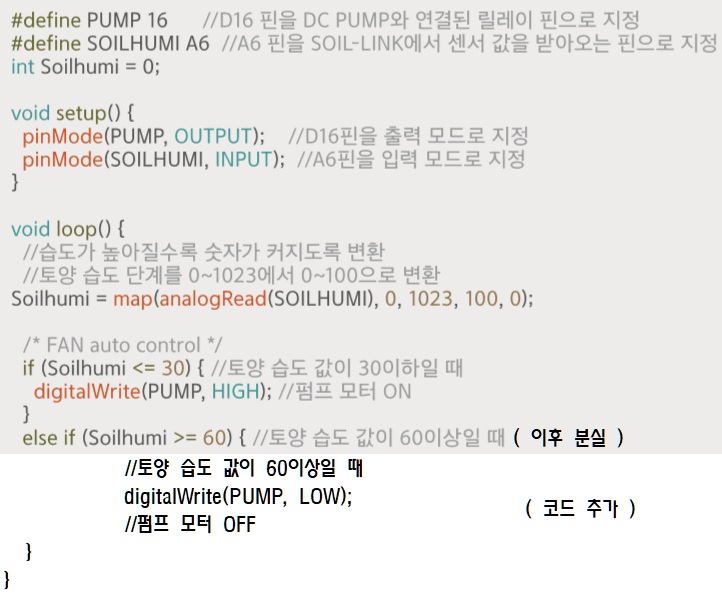 #define PUMP 16 //D16 핀을 DC PUMP와 연결된 릴레이 핀으로 지정
#define SOILHUMI A6 //A6 핀을 SOIL-LINK에서 센서 값을 받아오는 핀으로 지정
int Soilhumi = 0;

void setup() {
  pinMode(PUMP, OUTPUT); //D16핀을 출력 모드로 지정
  pinMode(SOILHUMI, INPUT); //A6핀을 입력 모드로 지정
}

void loop() {
  //습도가 높아질수록 숫자가 커지도록 변환
  //토양 습도 단계를 0~1023에서 0~100으로 변환
Soilhumi = map(analogRead(SOILHUMI), 0, 1023, 100, 0);

  /* FAN auto control */
  if (Soilhumi <= 30) { //토양 습도 값이 30이하일 때
    digitalWrite(PUMP, HIGH); //펌프 모터 ON
  }
  else if (Soilhumi >= 60) { //토양 습도 값이 60이상일 때 ( 이후 분실 )
//토양 습도 값이 60이상일 때
digitalWrite(PUMP, LOW); ( 코드 추가 )
//펌프 모터 OFF
  }
}